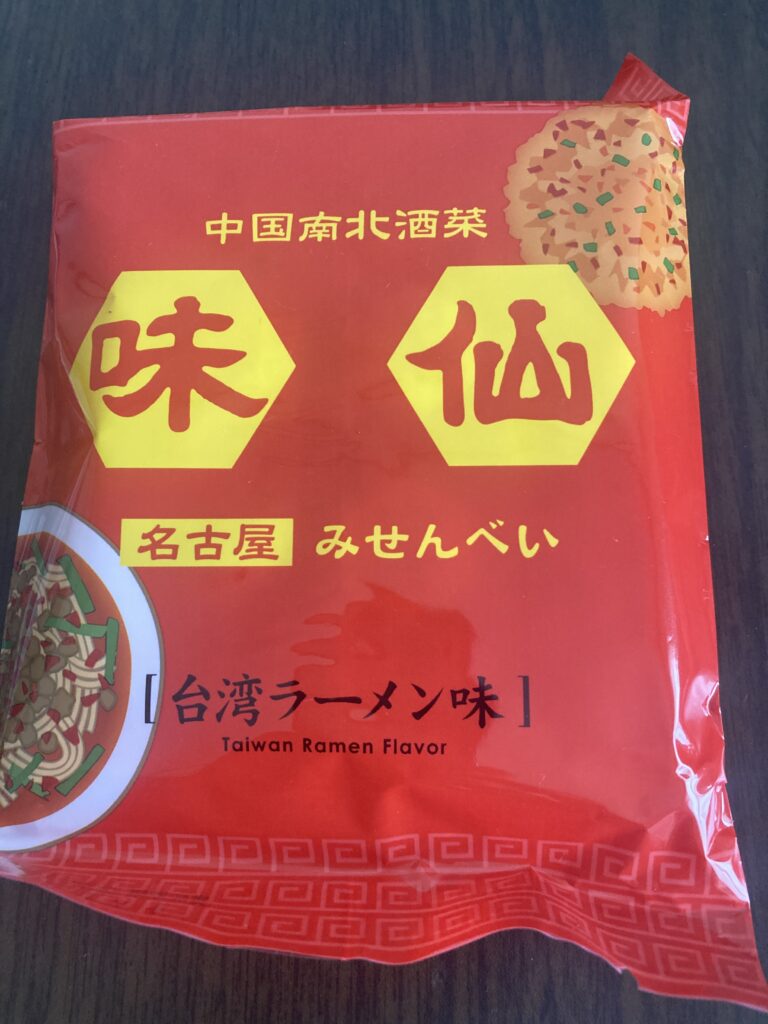 中国南北酒菜
味仙
名古屋 みせんべい
[台湾ラーメン味]
Taiwan Ramen Flavor